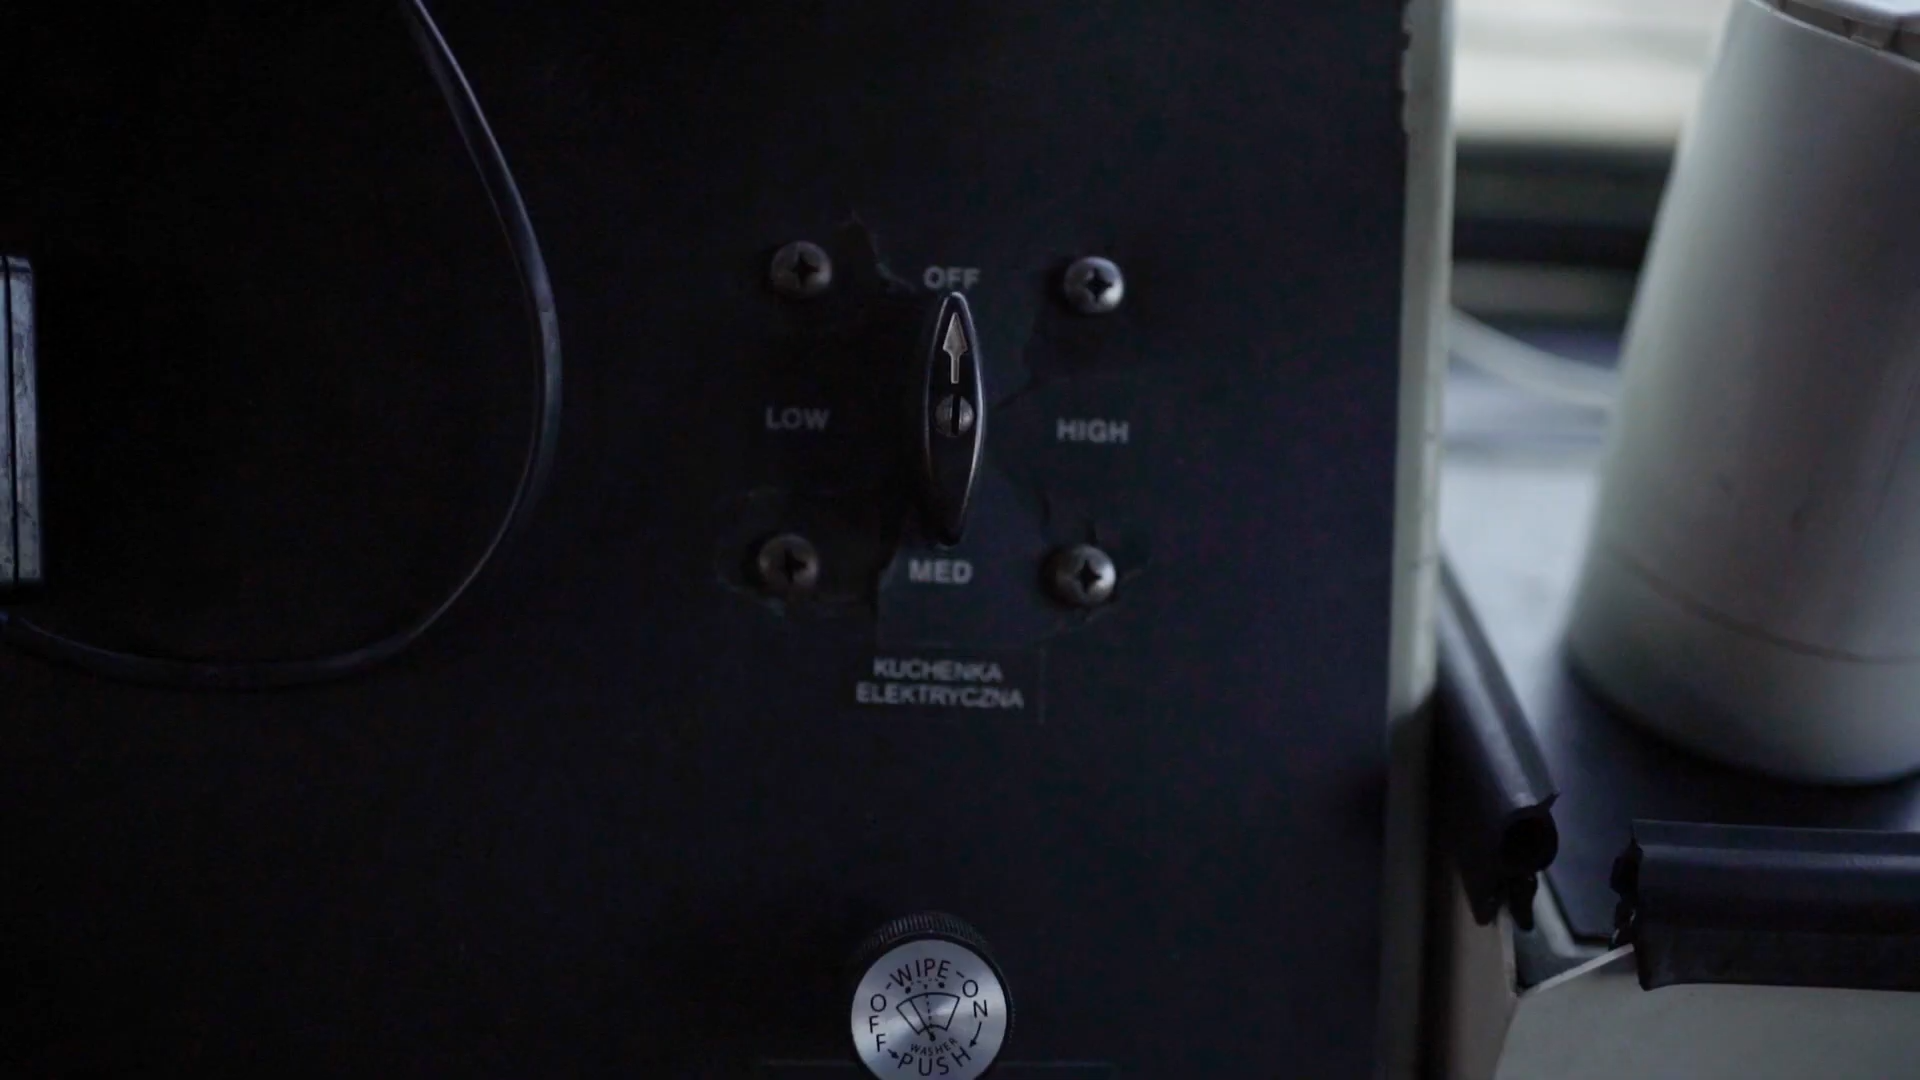 OFF
LOW
HIGH
MED
KUCHENKA
ELEKTRYCZNA
OFF-WIPE-ON
WASHER
PUSH